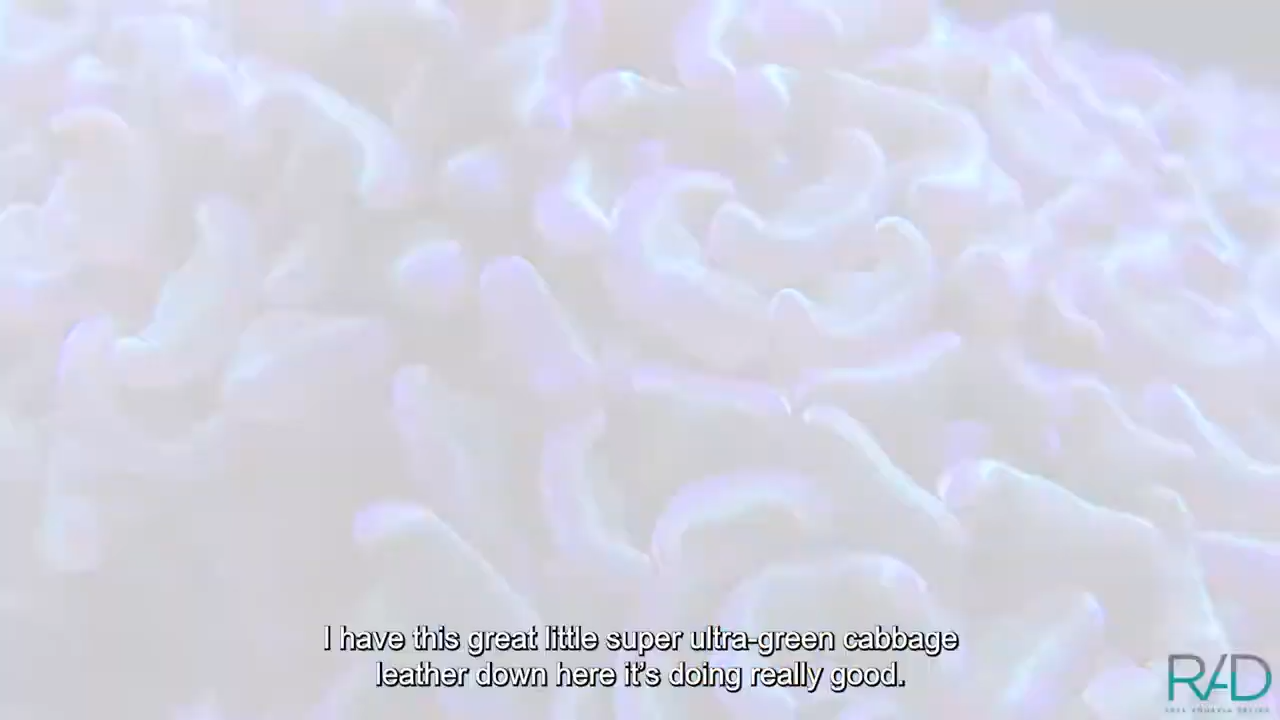 I have this great little super ultra-green cabbage
leather down here it's doing really good.
RAD